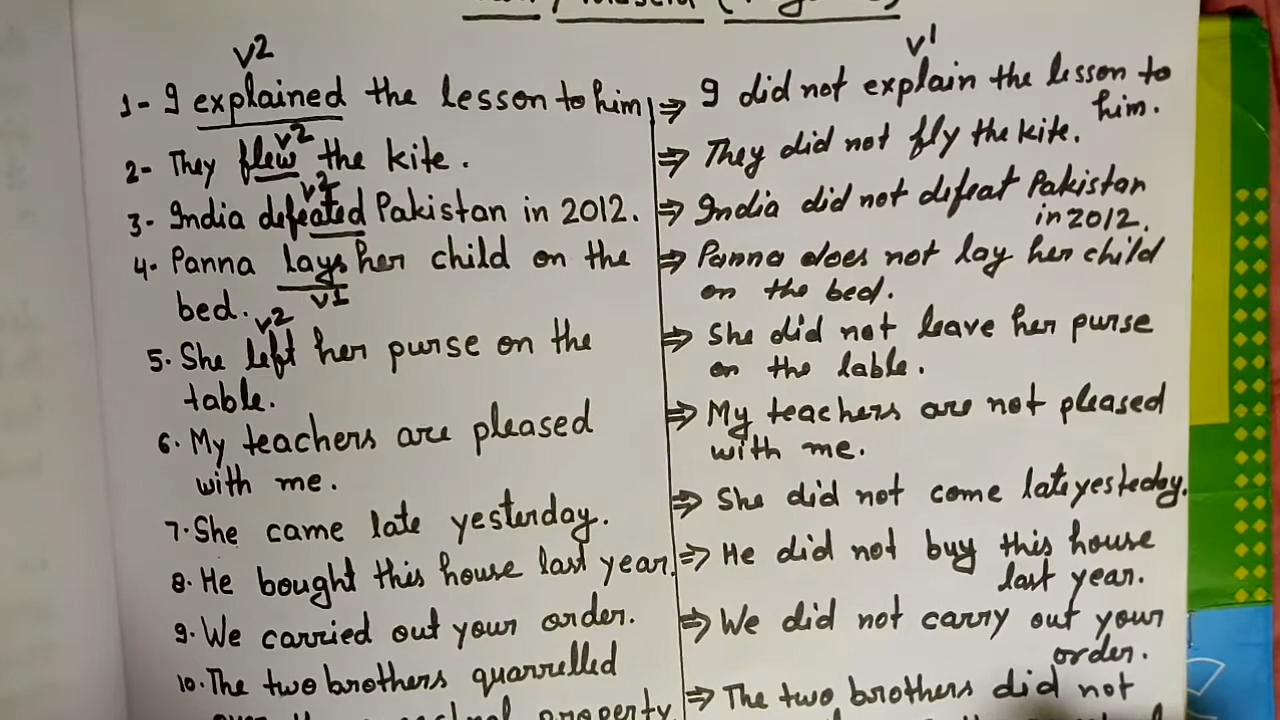 v2
1- I explained the lesson to him
2- They flew the kite.
v2
3- India defeated Pakistan in 2012.
v2
4- Panna lays her child on the
bed.
v1
5. She left her purse on the
v2
table.
6. My teachers are pleased
with me.
7. She came late yesterday.
8. He bought this house last year.
9. We carried out your order.
10. The two brothers quarrelled
property
v1
⇒ I did not explain the lesson to
him.
⇒ They did not fly the kite.
⇒ India did not defeat Pakistan
in 2012.
⇒ Panna does not lay her child
on the bed.
⇒ She did not leave her purse
on the lable.
⇒ My teachers are not pleased
with me.
⇒ She did not come late yesteday.
⇒ He did not buy this house
last year.
⇒ We did not carry out your
order.
⇒ The two brothers did not